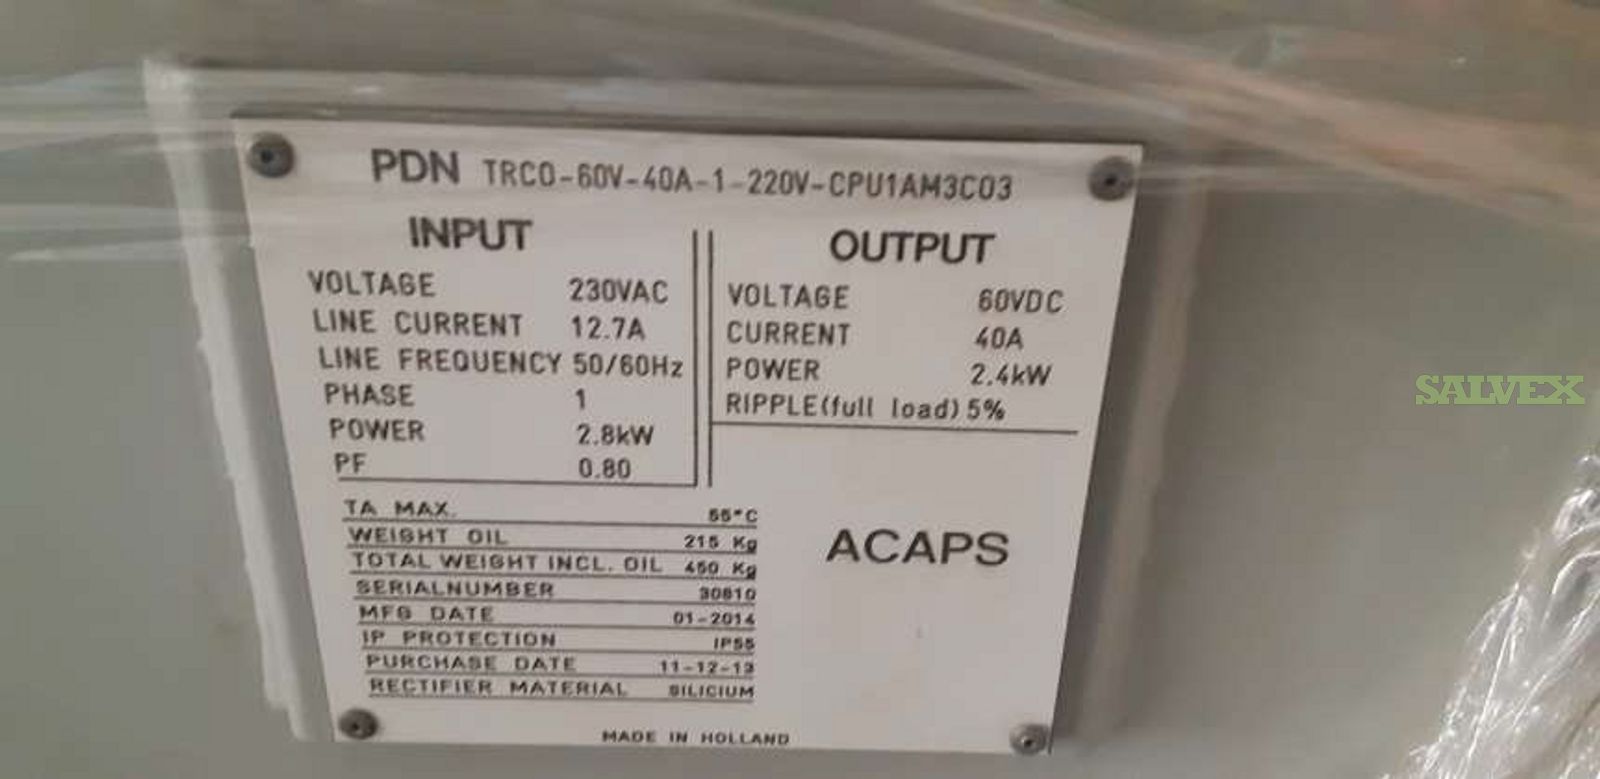 PDN TRCO-60V-40A-1-220V-CPU1AM3C03
INPUT
VOLTAGE 230VAC
LINE CURRENT 12.7A
LINE FREQUENCY 50/60Hz
PHASE 1
POWER 2.8kW
PF 0.80
OUTPUT
VOLTAGE 60VDC
CURRENT 40A
POWER 2.4kW
RIPPLE(full load) 5%
TA MAX. 55°C
WEIGHT OIL 215 Kg
TOTAL WEIGHT INCL. OIL 450 Kg
SERIALNUMBER 30810
MFG DATE 01-2014
IP PROTECTION IP55
PURCHASE DATE 11-12-13
RECTIFIER MATERIAL SILICIUM
ACAPS
MADE IN HOLLAND
SALVEX